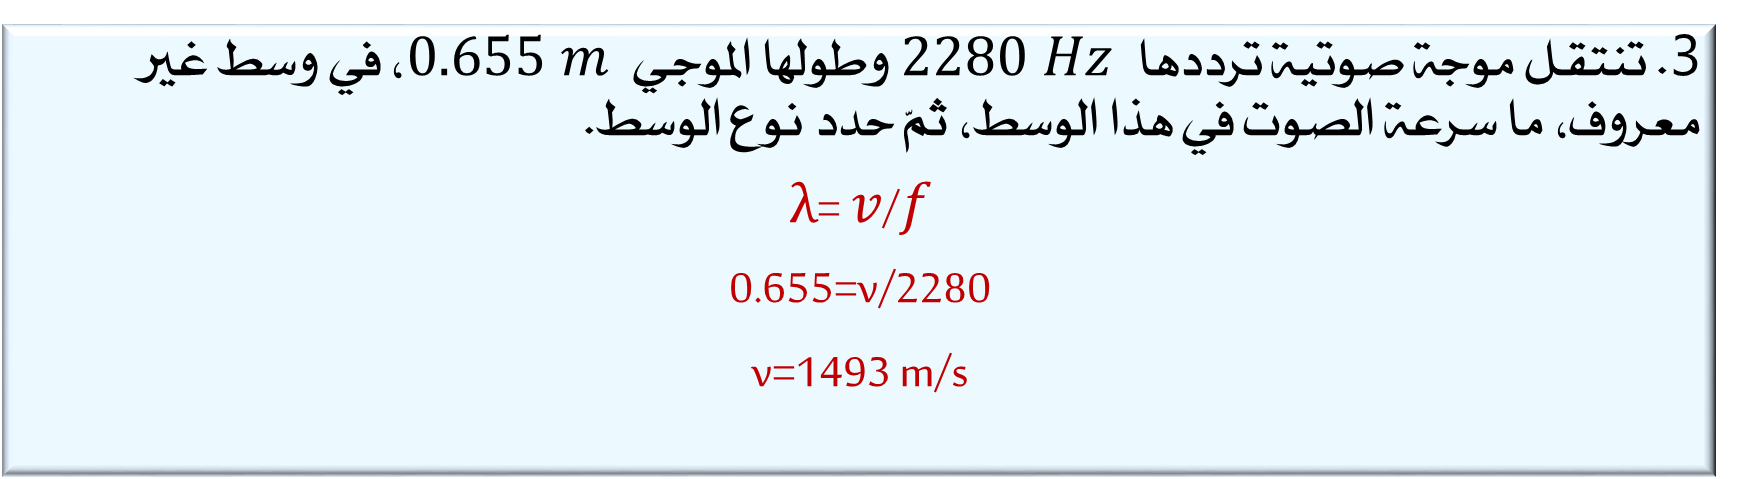 3. تنتقل موجة صوتية ترددها 2280 Hz وطولها الموجي 0.655 m، في وسط غير
معروف، ما سرعة الصوت في هذا الوسط، ثمّ حدد نوع الوسط.
λ= v/f
0.655=v/2280
v=1493 m/s